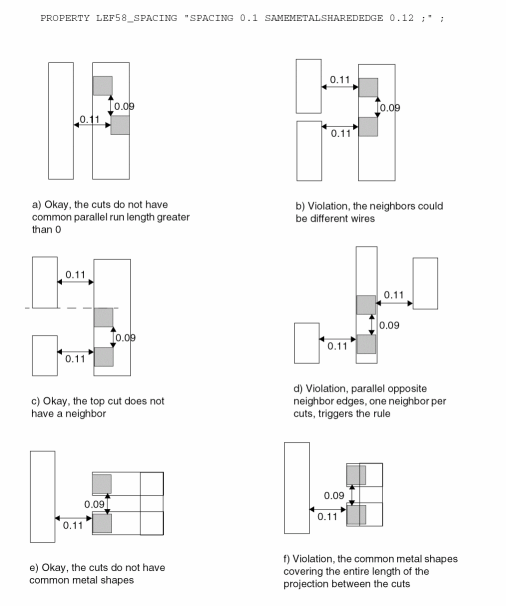 PROPERTY LEF58_SPACING "SPACING 0.1 SAMEMETALSHAREDEDGE 0.12 ;" ;
0.09
0.11
a) Okay, the cuts do not have
common parallel run length greater
than 0
0.11
0.09
0.11
b) Violation, the neighbors could
be different wires
0.11
0.09
0.11
c) Okay, the top cut does not
have a neighbor
0.11
0.09
0.11
d) Violation, parallel opposite
neighbor edges, one neighbor per
cuts, triggers the rule
0.09
0.11
e) Okay, the cuts do not have
common metal shapes
0.09
0.11
f) Violation, the common metal shapes
covering the entire length of the
projection between the cuts